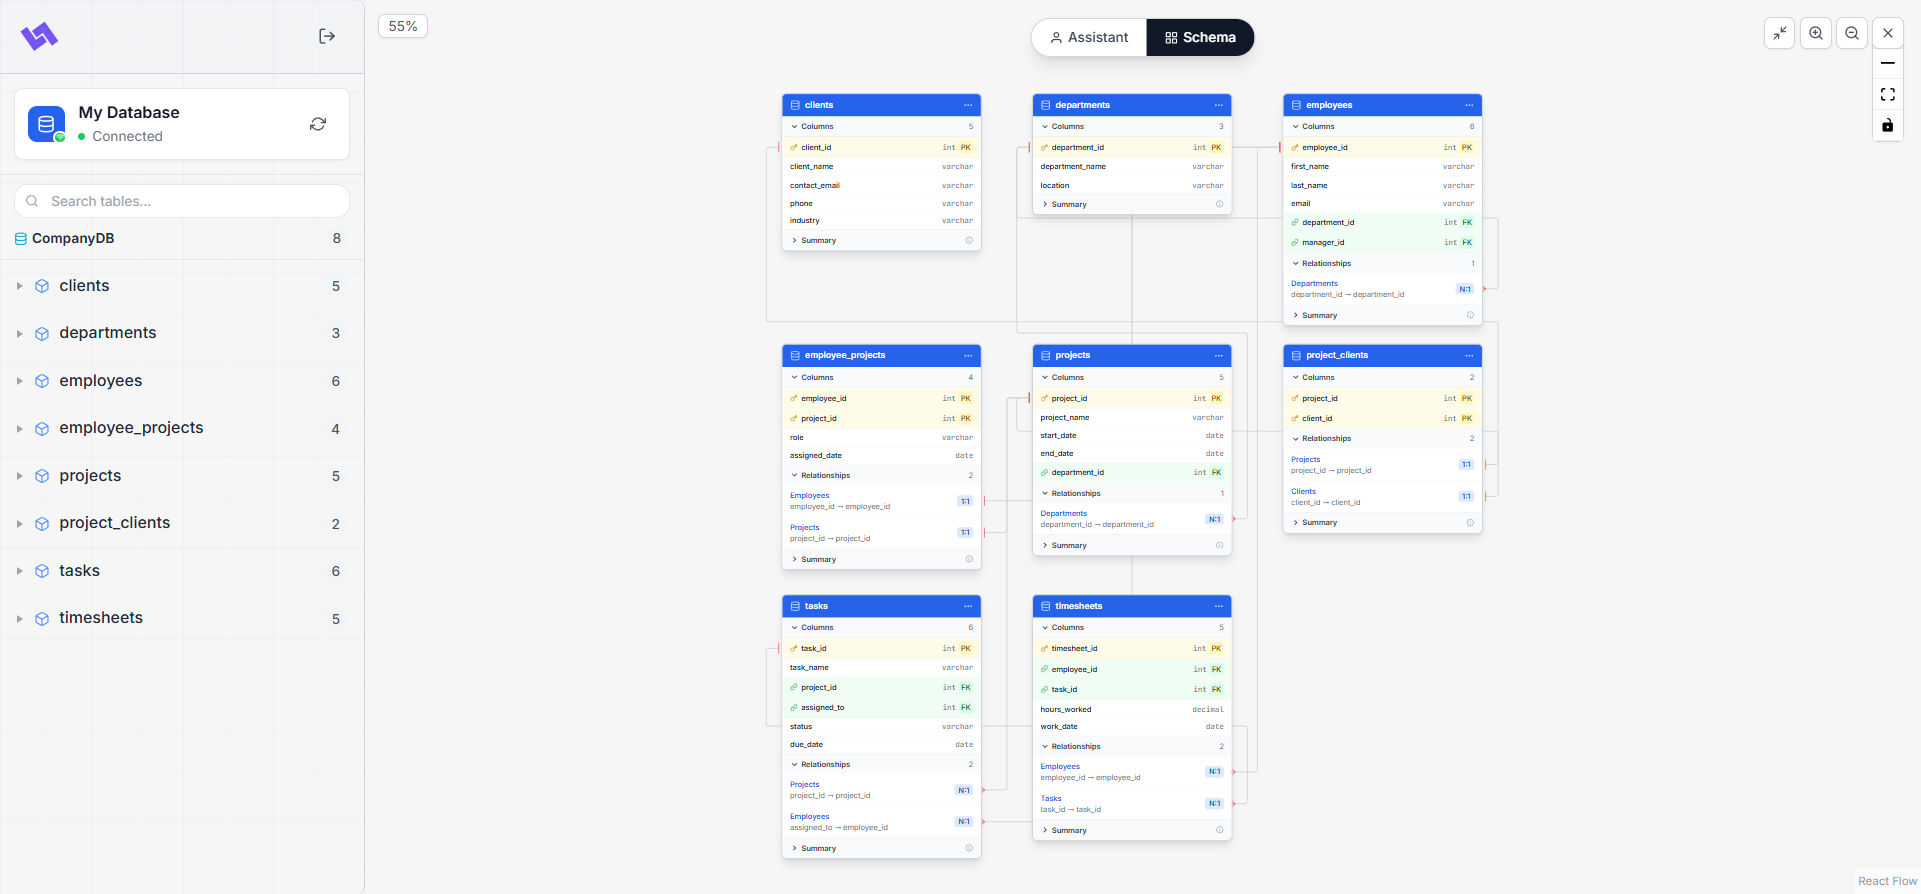 My Database
Connected
Search tables...
CompanyDB 8
clients 5
departments 3
employees 6
employee_projects 4
projects 5
project_clients 2
tasks 6
timesheets 5
55%
Assistant Schema
clients
Columns 5
client_id int PK
client_name varchar
contact_email varchar
phone varchar
industry varchar
Summary
departments
Columns 3
department_id int PK
department_name varchar
location varchar
Summary
employees
Columns 6
employee_id int PK
first_name varchar
last_name varchar
email varchar
department_id int FK
manager_id int FK
Relationships 1
Departments
department_id → department_id N:1
Summary
employee_projects
Columns 4
employee_id int PK
project_id int PK
role varchar
assigned_date date
Relationships 2
Employees
employee_id → employee_id 1:1
Projects
project_id → project_id 1:1
Summary
projects
Columns 5
project_id int PK
project_name varchar
start_date date
end_date date
department_id int FK
Relationships 1
Departments
department_id → department_id N:1
Summary
project_clients
Columns 2
project_id int PK
client_id int PK
Relationships 2
Projects
project_id → project_id 1:1
Clients
client_id → client_id 1:1
Summary
tasks
Columns 6
task_id int PK
task_name varchar
project_id int FK
assigned_to int FK
status varchar
due_date date
Relationships 2
Projects
project_id → project_id N:1
Employees
assigned_to → employee_id N:1
Summary
timesheets
Columns 5
timesheet_id int PK
employee_id int FK
task_id int FK
hours_worked decimal
work_date date
Relationships 2
Employees
employee_id → employee_id N:1
Tasks
task_id → task_id N:1
Summary
React Flow